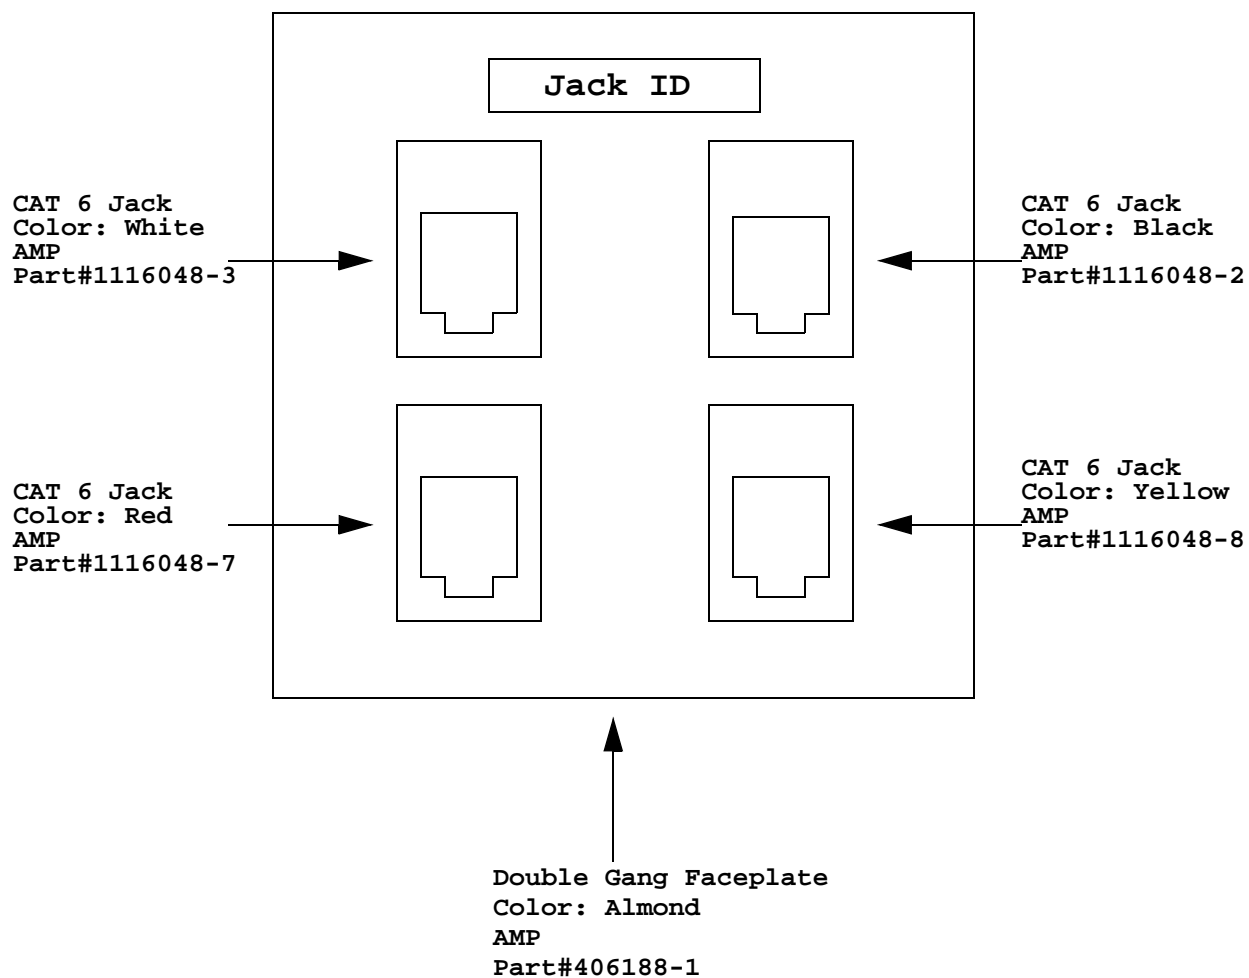 Jack ID
CAT 6 Jack
Color: White
AMP
Part#1116048-3
CAT 6 Jack
Color: Black
AMP
Part#1116048-2
CAT 6 Jack
Color: Red
AMP
Part#1116048-7
CAT 6 Jack
Color: Yellow
AMP
Part#1116048-8
Double Gang Faceplate
Color: Almond
AMP
Part#406188-1